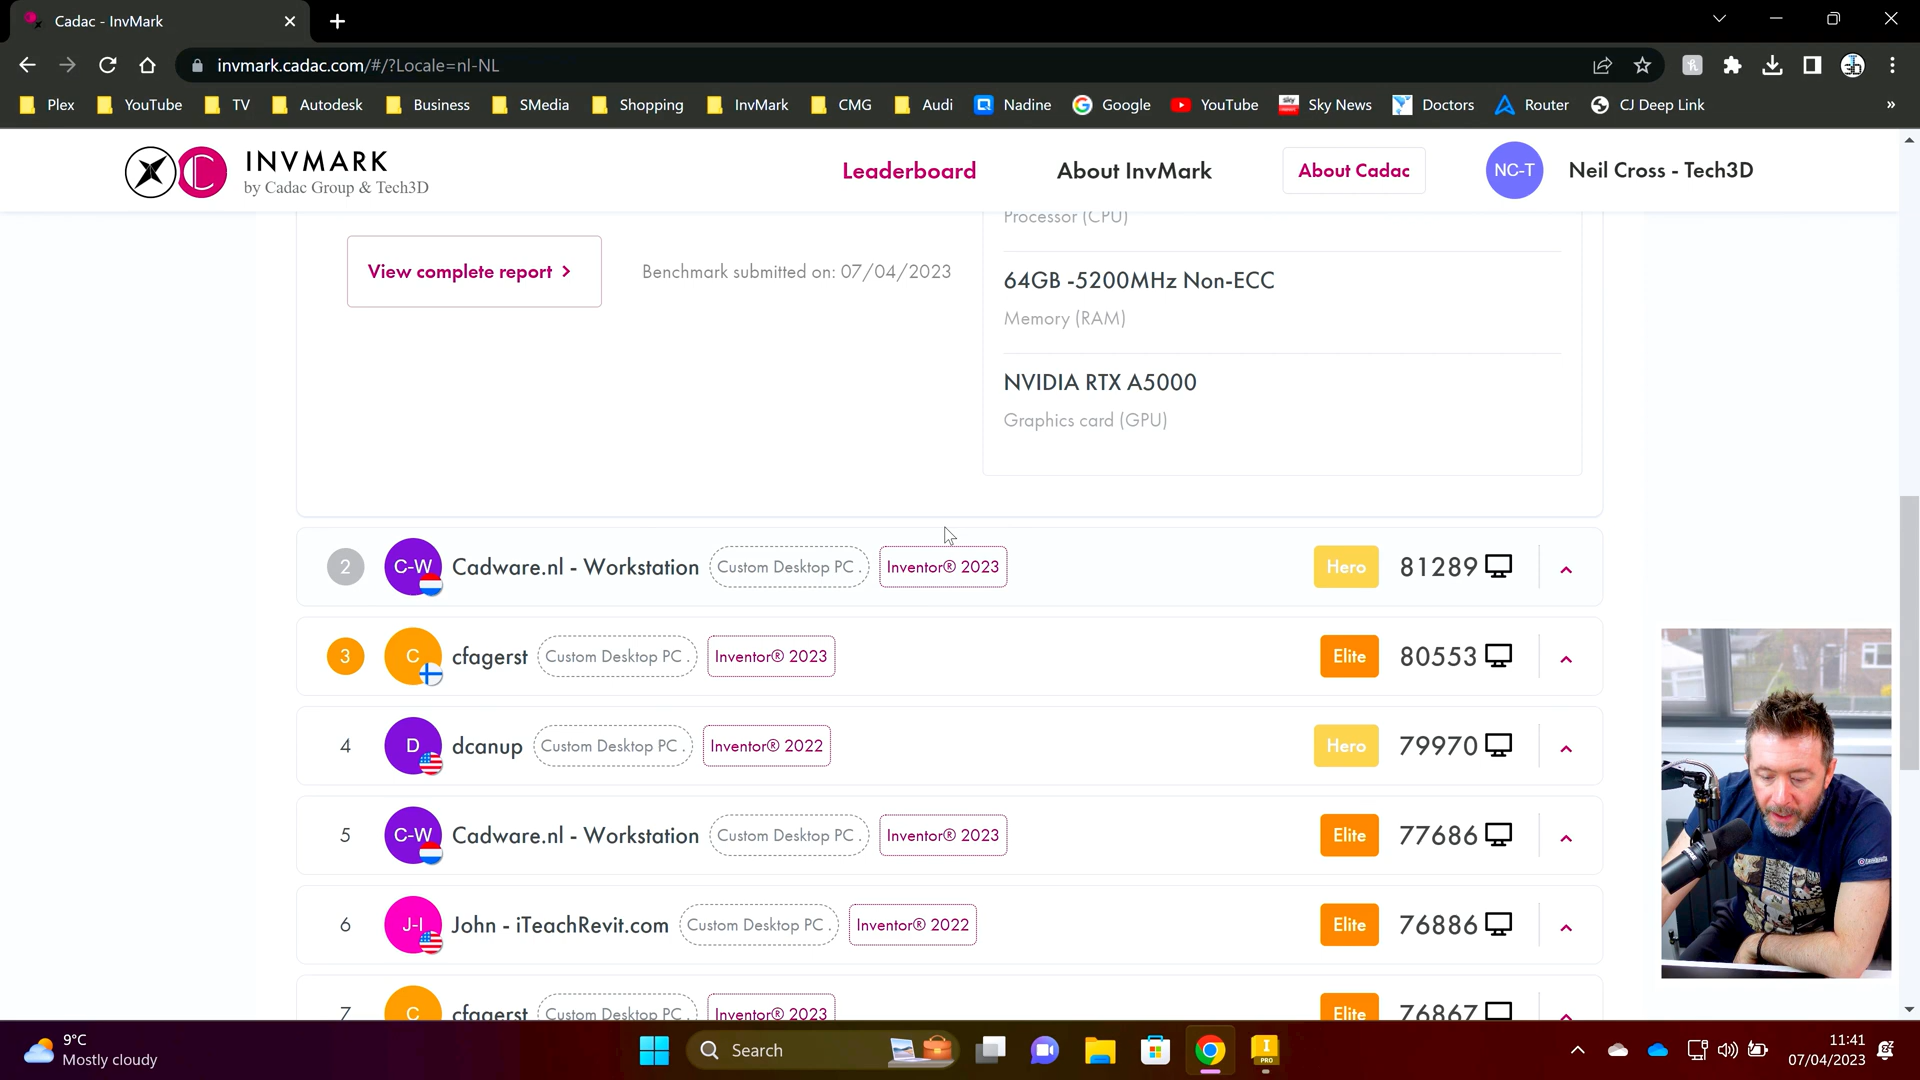 Cadac - InvMark
invmark.cadac.com/#/?Locale=nl-NL
Plex YouTube TV Autodesk Business SMedia Shopping InvMark CMG Audi Nadine Google YouTube Sky News Doctors Router CJ Deep Link »
INVMARK
by Cadac Group & Tech3D
Leaderboard About InvMark About Cadac NC-T Neil Cross - Tech3D
Processor (CPU)
View complete report > Benchmark submitted on: 07/04/2023
64GB -5200MHz Non-ECC
Memory (RAM)
NVIDIA RTX A5000
Graphics card (GPU)
2 C-W Cadware.nl - Workstation Custom Desktop PC . Inventor® 2023 Hero 81289
3 C cfagerst Custom Desktop PC . Inventor® 2023 Elite 80553
4 D dcanup Custom Desktop PC . Inventor® 2022 Hero 79970
5 C-W Cadware.nl - Workstation Custom Desktop PC . Inventor® 2023 Elite 77686
6 J-I John - iTeachRevit.com Custom Desktop PC . Inventor® 2022 Elite 76886
7 C cfagerst Custom Desktop PC . Inventor® 2023 Elite 76867
9°C
Mostly cloudy
Search
I
PRO
11:41
07/04/2023